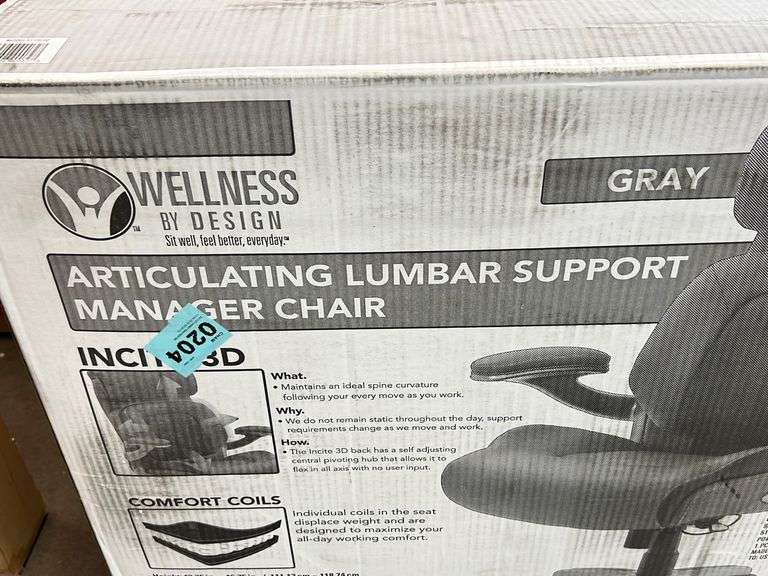 WELLNESS
BY DESIGN
Sit well, feel better, everyday.™
GRAY
ARTICULATING LUMBAR SUPPORT
MANAGER CHAIR
0204
INCITE 3D
What.
• Maintains an ideal spine curvature
following your every move as you work.
Why.
• We do not remain static throughout the day, support
requirements change as we move and work.
How.
• The Incite 3D back has a self adjusting
central pivoting hub that allows it to
flex in all axis with no user input.
COMFORT COILS
Individual coils in the seat
displace weight and are
designed to maximize your
all-day working comfort.